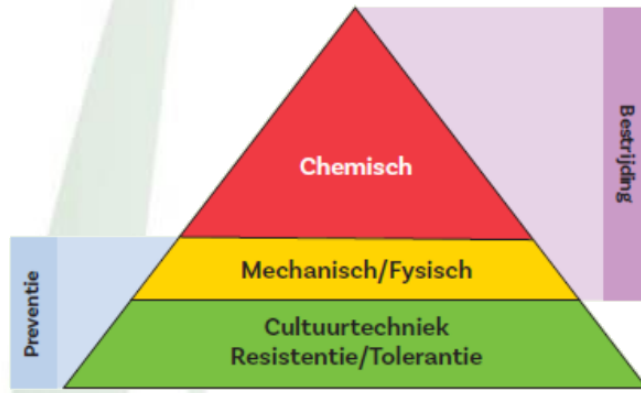 Chemisch
Bestrijding
Mechanisch/Fysisch
Preventie
Cultuurtechniek
Resistentie/Tolerantie